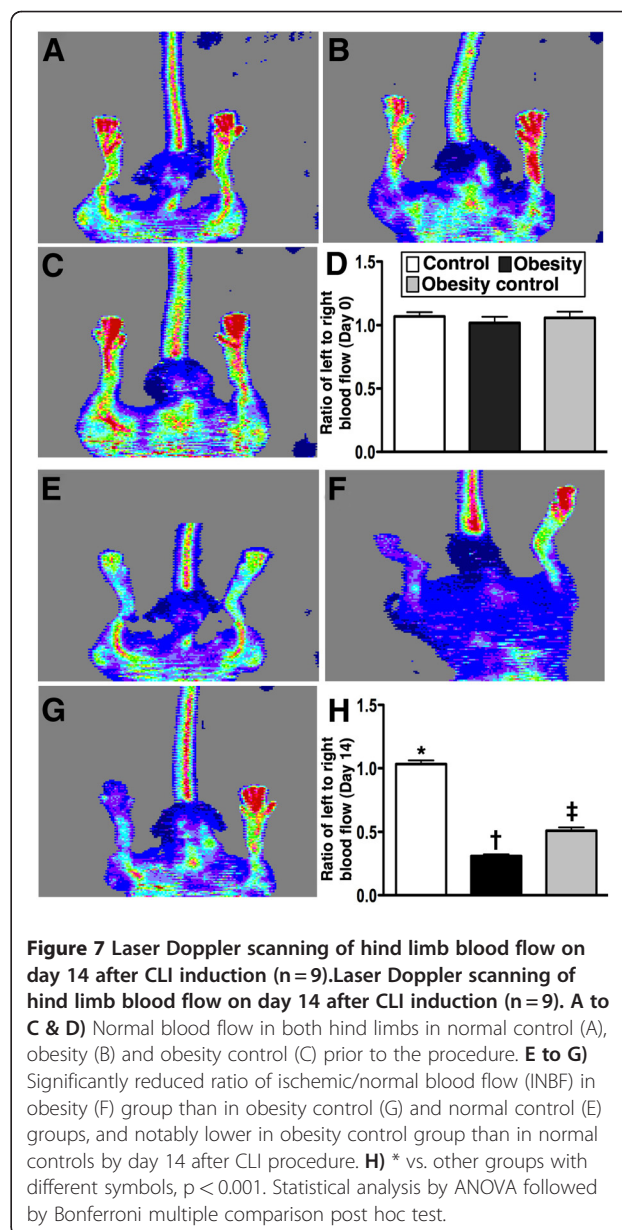 A
B
C
D
Control Obesity
Obesity control
Ratio of left to right
blood flow (Day 0)
1.5
1.0
0.5
0.0
E
F
G
H
Ratio of left to right
blood flow (Day 14)
1.5
1.0
0.5
0.0
*
†
‡
Figure 7 Laser Doppler scanning of hind limb blood flow on
day 14 after CLI induction (n = 9).Laser Doppler scanning of
hind limb blood flow on day 14 after CLI induction (n = 9). A to
C & D) Normal blood flow in both hind limbs in normal control (A),
obesity (B) and obesity control (C) prior to the procedure. E to G)
Significantly reduced ratio of ischemic/normal blood flow (INBF) in
obesity (F) group than in obesity control (G) and normal control (E)
groups, and notably lower in obesity control group than in normal
controls by day 14 after CLI procedure. H) * vs. other groups with
different symbols, p < 0.001. Statistical analysis by ANOVA followed
by Bonferroni multiple comparison post hoc test.